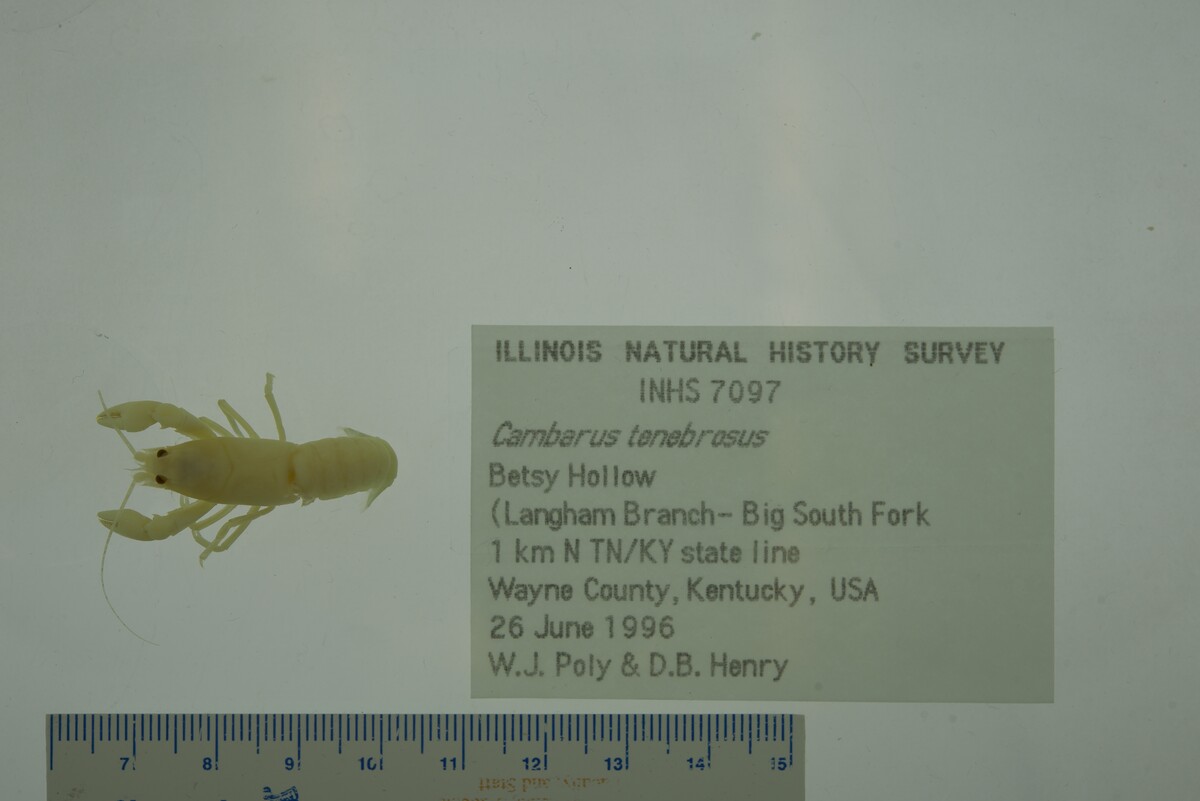 ILLINOIS NATURAL HISTORY SURVEY
INHS 7097
Cambarus tenebrosus
Betsy Hollow
(Langham Branch- Big South Fork
1 km N TN/KY state line
Wayne County, Kentucky, USA
26 June 1996
W.J. Poly & D.B. Henry
7 8 9 10 11 12 13 14 15